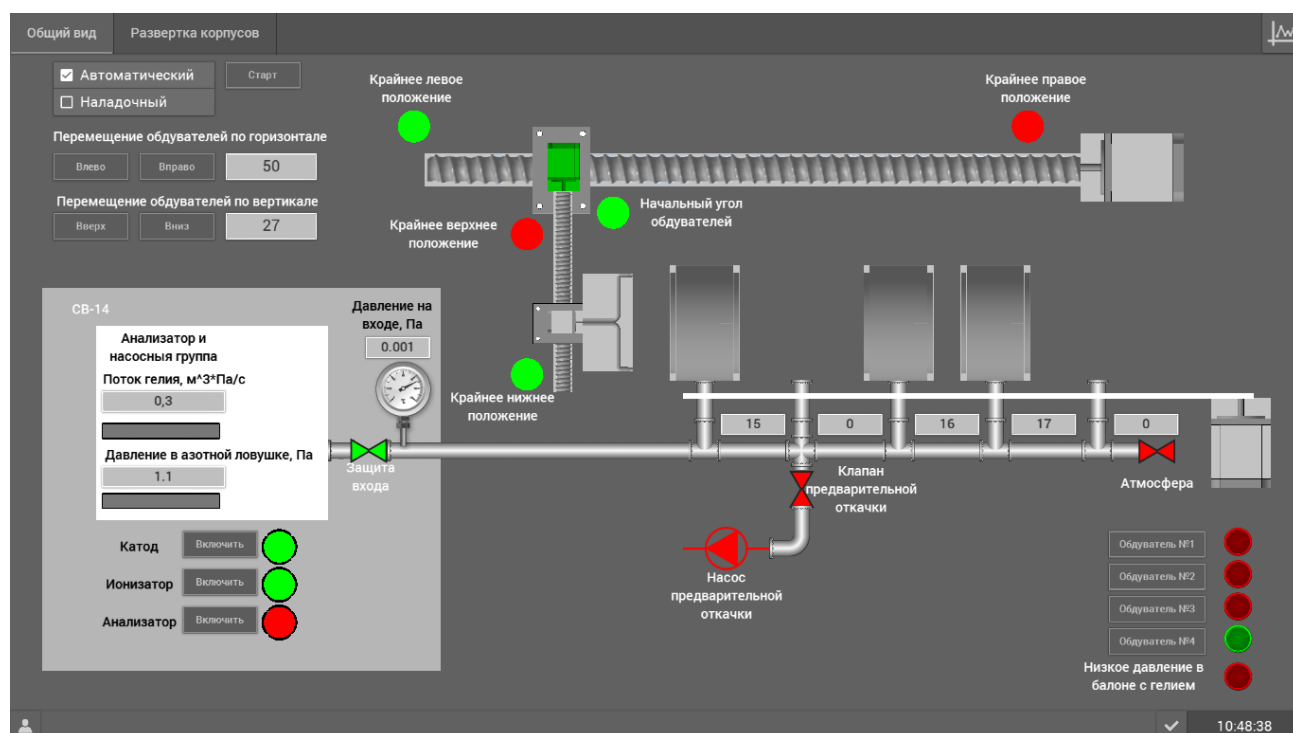 Общий вид
Развертка корпусов
Автоматический
Старт
Наладочный
Перемещение обдувателей по горизонтале
Влево
Вправо
50
Перемещение обдувателей по вертикале
Вверх
Вниз
27
Крайнее левое
положение
Крайнее правое
положение
Начальный угол
обдувателей
Крайнее верхнее
положение
Крайнее нижнее
положение
СВ-14
Давление на
входе, Па
0.001
Анализатор и
насосныя группа
Поток гелия, м^3*Па/с
0,3
Давление в азотной ловушке, Па
1.1
Защита
входа
Катод
Включить
Ионизатор
Включить
Анализатор
Включить
15
0
16
17
0
Клапан
предварительной
откачки
Атмосфера
Насос
предварительной
откачки
Обдуватель №1
Обдуватель №2
Обдуватель №3
Обдуватель №4
Низкое давление в
балоне с гелием
10:48:38